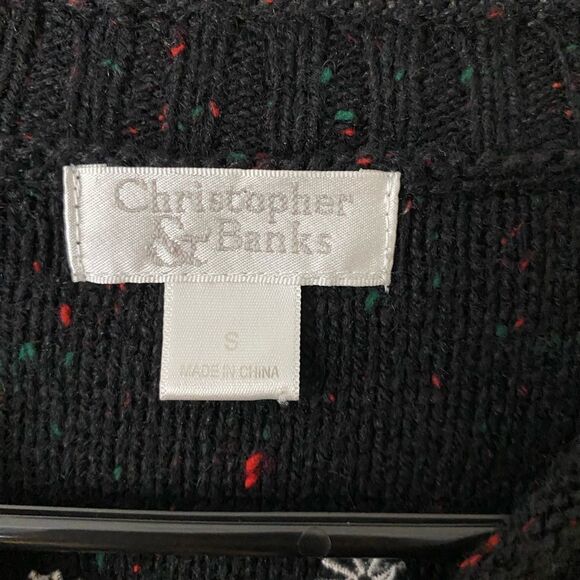 Christopher
& Banks
S
MADE IN CHINA